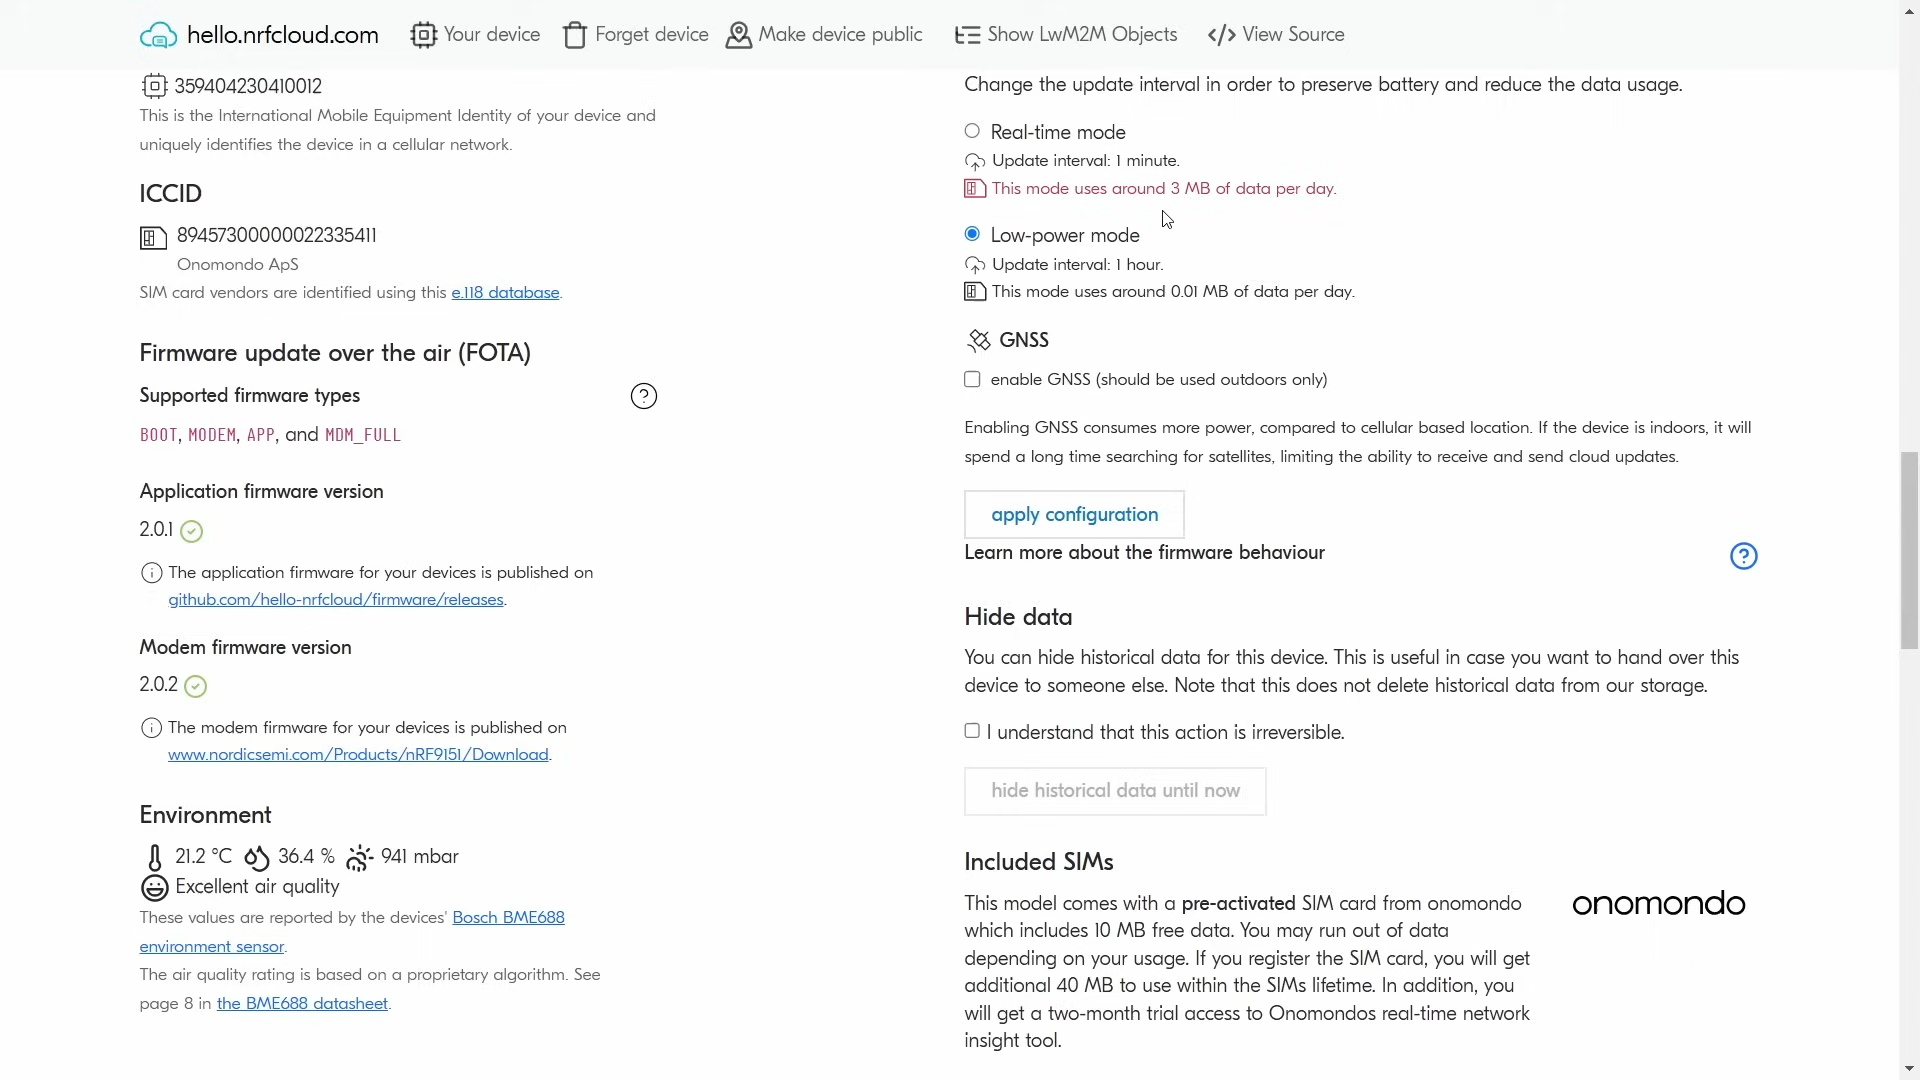 hello.nrfcloud.com Your device Forget device Make device public Show LwM2M Objects View Source
359404230410012
This is the International Mobile Equipment Identity of your device and
uniquely identifies the device in a cellular network.
ICCID
89457300000022335411
Onomondo ApS
SIM card vendors are identified using this e.118 database.
Firmware update over the air (FOTA)
Supported firmware types
BOOT, MODEM, APP, and MDM_FULL
Application firmware version
2.0.1
The application firmware for your devices is published on
github.com/hello-nrfcloud/firmware/releases.
Modem firmware version
2.0.2
The modem firmware for your devices is published on
www.nordicsemi.com/Products/nRF9151/Download.
Environment
21.2 °C 36.4 % 941 mbar
Excellent air quality
These values are reported by the devices' Bosch BME688
environment sensor.
The air quality rating is based on a proprietary algorithm. See
page 8 in the BME688 datasheet.
Change the update interval in order to preserve battery and reduce the data usage.
Real-time mode
Update interval: 1 minute.
This mode uses around 3 MB of data per day.
Low-power mode
Update interval: 1 hour.
This mode uses around 0.01 MB of data per day.
GNSS
enable GNSS (should be used outdoors only)
Enabling GNSS consumes more power, compared to cellular based location. If the device is indoors, it will
spend a long time searching for satellites, limiting the ability to receive and send cloud updates.
apply configuration
Learn more about the firmware behaviour
Hide data
You can hide historical data for this device. This is useful in case you want to hand over this
device to someone else. Note that this does not delete historical data from our storage.
I understand that this action is irreversible.
hide historical data until now
Included SIMs
This model comes with a pre-activated SIM card from onomondo
which includes 10 MB free data. You may run out of data
depending on your usage. If you register the SIM card, you will get
additional 40 MB to use within the SIMs lifetime. In addition, you
will get a two-month trial access to Onomondos real-time network
insight tool.
onomondo